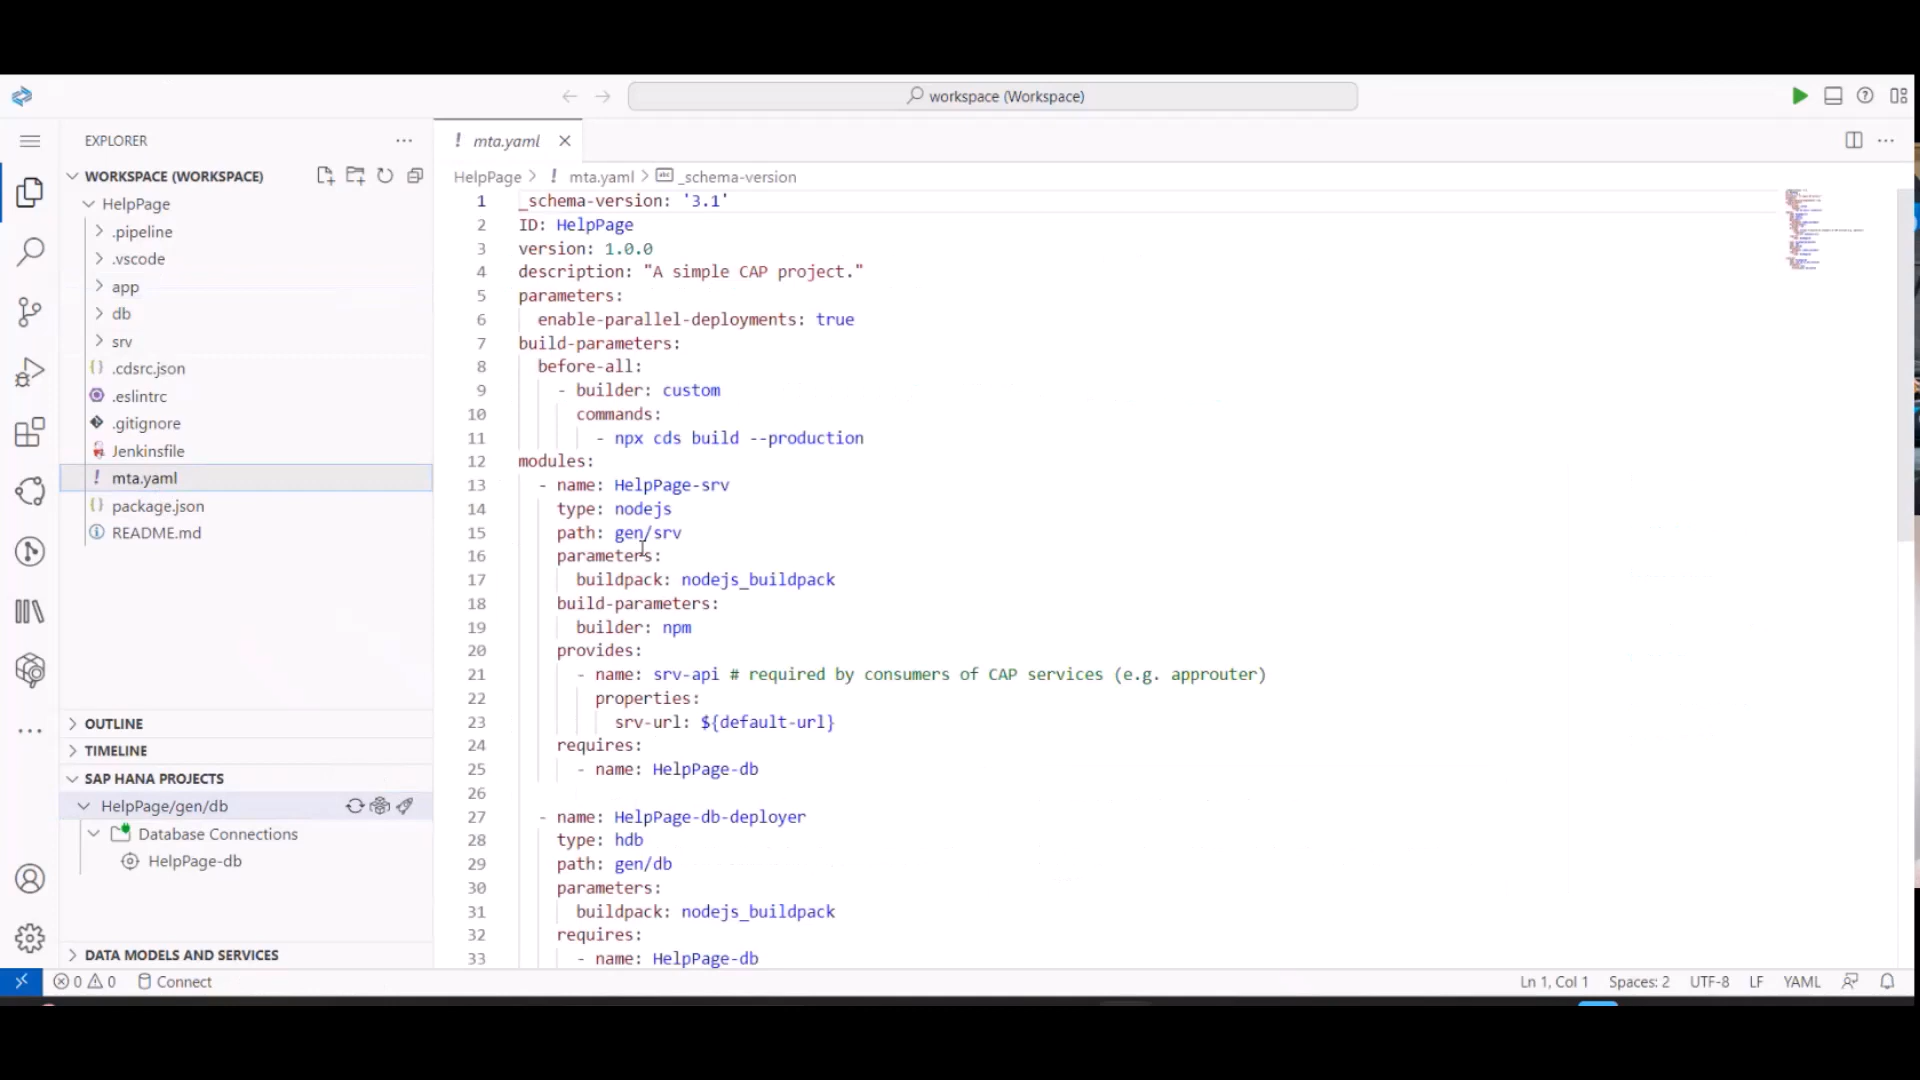 workspace (Workspace)
EXPLORER
WORKSPACE (WORKSPACE)
HelpPage
.pipeline
.vscode
app
db
srv
.cdsrc.json
.eslintrc
.gitignore
Jenkinsfile
mta.yaml
package.json
README.md
OUTLINE
TIMELINE
SAP HANA PROJECTS
HelpPage/gen/db
Database Connections
HelpPage-db
DATA MODELS AND SERVICES
! mta.yaml
HelpPage > ! mta.yaml > abc _schema-version
1 _schema-version: '3.1'
2 ID: HelpPage
3 version: 1.0.0
4 description: "A simple CAP project."
5 parameters:
6 enable-parallel-deployments: true
7 build-parameters:
8 before-all:
9 - builder: custom
10 commands:
11 - npx cds build --production
12 modules:
13 - name: HelpPage-srv
14 type: nodejs
15 path: gen/srv
16 parameters:
17 buildpack: nodejs_buildpack
18 build-parameters:
19 builder: npm
20 provides:
21 - name: srv-api # required by consumers of CAP services (e.g. approuter)
22 properties:
23 srv-url: ${default-url}
24 requires:
25 - name: HelpPage-db
26
27 - name: HelpPage-db-deployer
28 type: hdb
29 path: gen/db
30 parameters:
31 buildpack: nodejs_buildpack
32 requires:
33 - name: HelpPage-db
0 0 Connect
Ln 1, Col 1 Spaces: 2 UTF-8 LF YAML